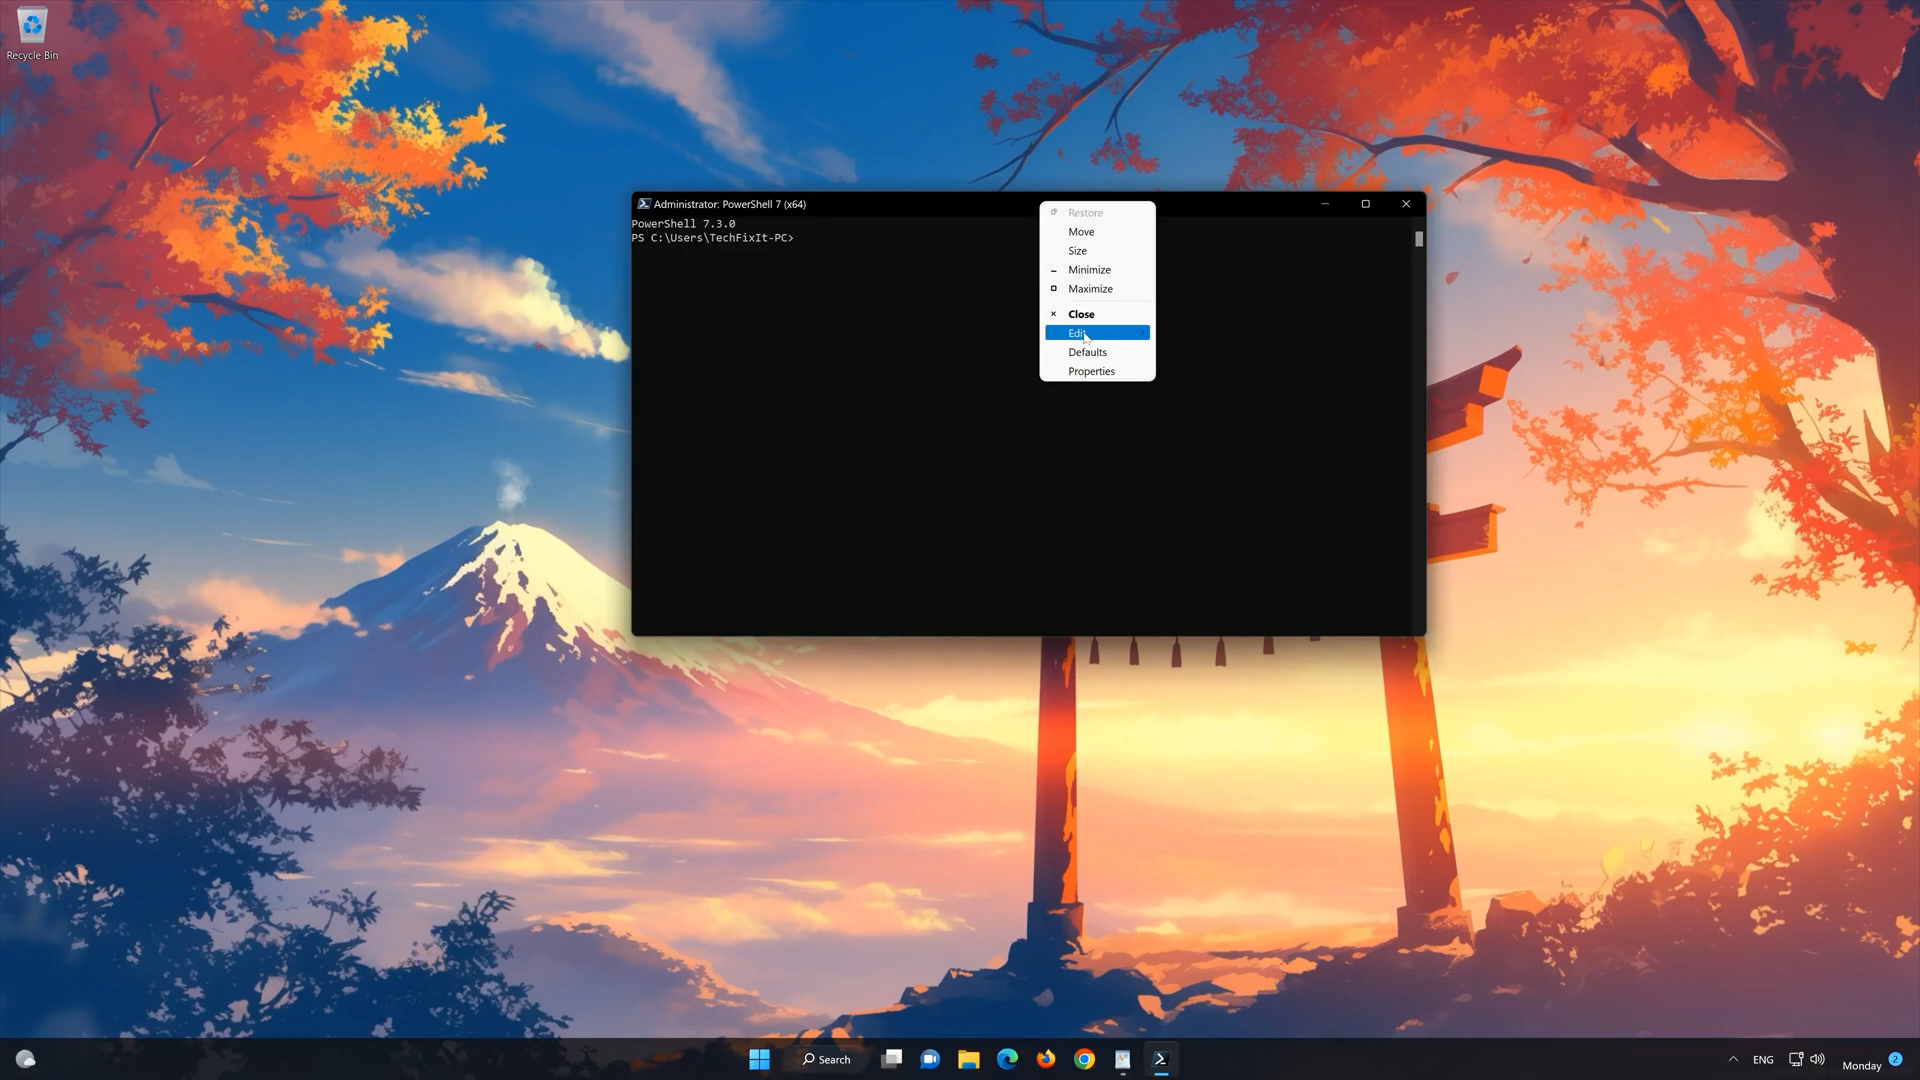 Recycle Bin
Administrator: PowerShell 7 (x64)
PowerShell 7.3.0
PS C:\Users\TechFixIt-PC>
Restore
Move
Size
Minimize
Maximize
Close
Edit
Defaults
Properties
Search
ENG
Monday
2